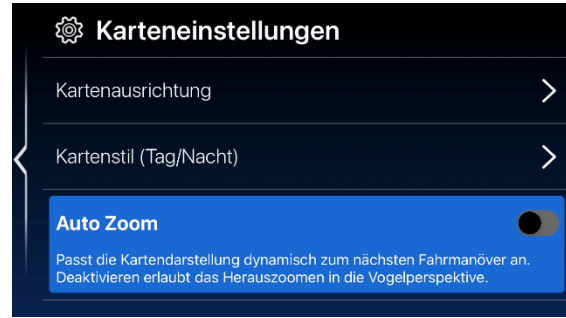 Karteneinstellungen
Kartenausrichtung
Kartenstil (Tag/Nacht)
Auto Zoom
Passt die Kartendarstellung dynamisch zum nächsten Fahrmanöver an.
Deaktivieren erlaubt das Herauszoomen in die Vogelperspektive.